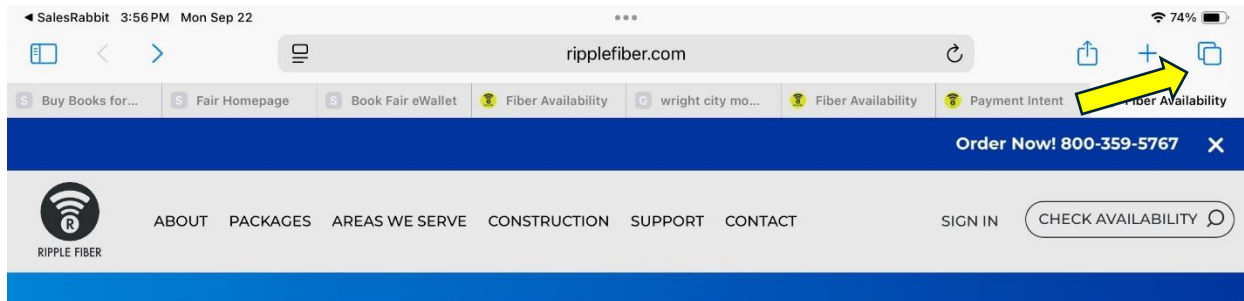 SalesRabbit 3:56 PM Mon Sep 22 74%
ripplefiber.com
S Buy Books for... S Fair Homepage S Book Fair eWallet Fiber Availability G wright city mo... Fiber Availability Payment Intent Fiber Availability
Order Now! 800-359-5767
R
RIPPLE FIBER
ABOUT PACKAGES AREAS WE SERVE CONSTRUCTION SUPPORT CONTACT SIGN IN CHECK AVAILABILITY